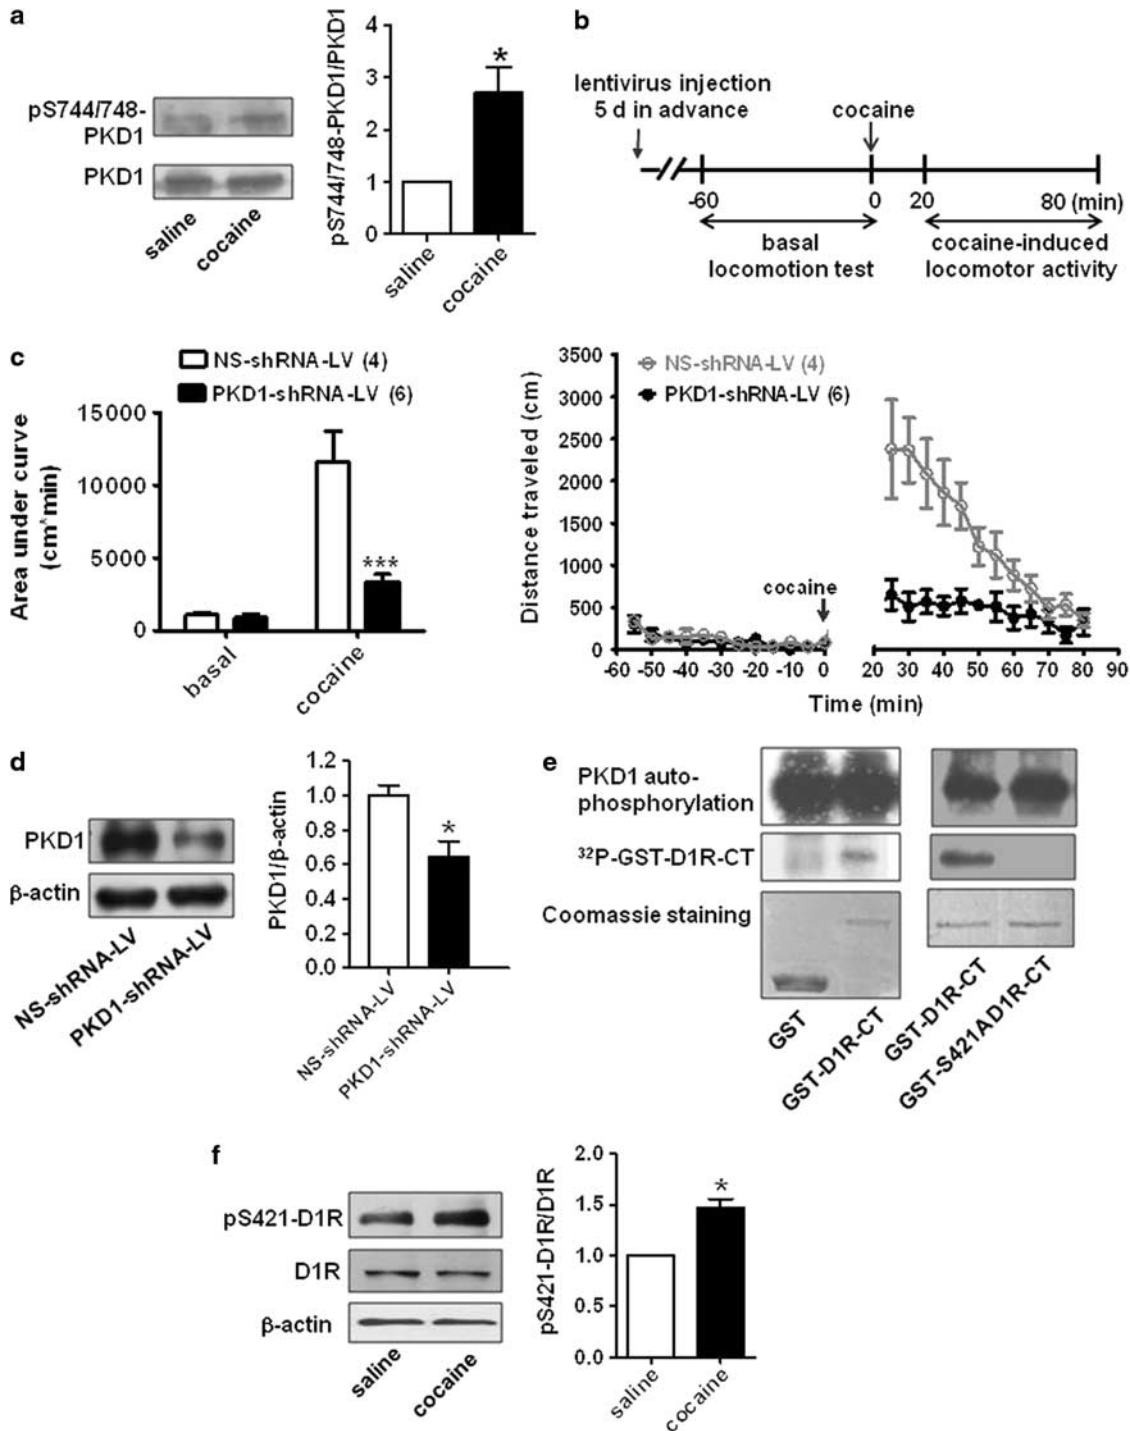 a
pS744/748-
PKD1
PKD1
saline
cocaine
pS744/748-PKD1/PKD1
4
3
2
1
0
*
saline
cocaine
b
lentivirus injection
5 d in advance
cocaine
-60
0
20
80 (min)
basal
locomotion test
cocaine-induced
locomotor activity
c
NS-shRNA-LV (4)
PKD1-shRNA-LV (6)
Area under curve
(cm*min)
15000
10000
5000
0
***
basal
cocaine
NS-shRNA-LV (4)
PKD1-shRNA-LV (6)
Distance traveled (cm)
3500
3000
2500
2000
1500
1000
500
0
cocaine
-60 -50 -40 -30 -20 -10 0
20 30 40 50 60 70 80 90
Time (min)
d
PKD1
β-actin
NS-shRNA-LV
PKD1-shRNA-LV
PKD1/β-actin
1.2
1.0
0.8
0.6
0.4
0.2
0.0
*
NS-shRNA-LV
PKD1-shRNA-LV
e
PKD1 auto-
phosphorylation
32P-GST-D1R-CT
Coomassie staining
GST
GST-D1R-CT
GST-D1R-CT
GST-S421AD1R-CT
f
pS421-D1R
D1R
β-actin
saline
cocaine
pS421-D1R/D1R
2.0
1.5
1.0
0.5
0.0
*
saline
cocaine